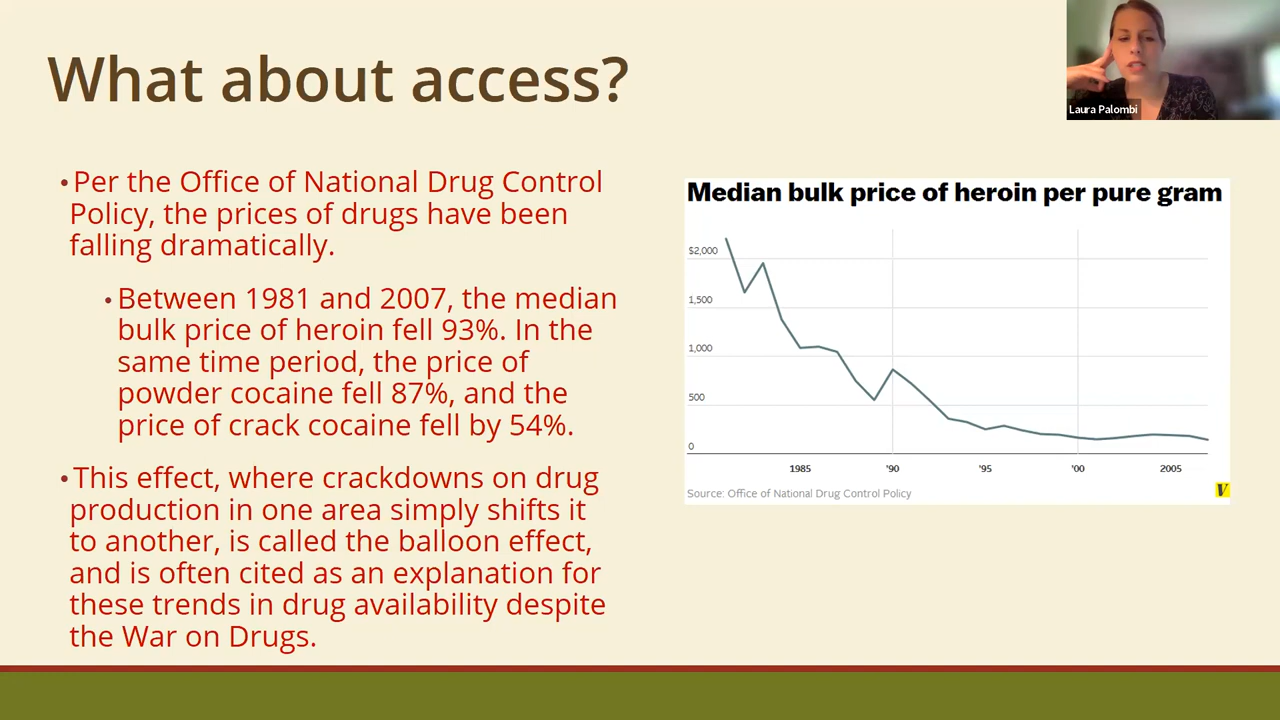 What about access?
Laura Palombi
•Per the Office of National Drug Control
Policy, the prices of drugs have been
falling dramatically.
•Between 1981 and 2007, the median
bulk price of heroin fell 93%. In the
same time period, the price of
powder cocaine fell 87%, and the
price of crack cocaine fell by 54%.
•This effect, where crackdowns on drug
production in one area simply shifts it
to another, is called the balloon effect,
and is often cited as an explanation for
these trends in drug availability despite
the War on Drugs.
Median bulk price of heroin per pure gram
$2,000
1,500
1,000
500
0
1985 '90 '95 '00 2005
Source: Office of National Drug Control Policy
V